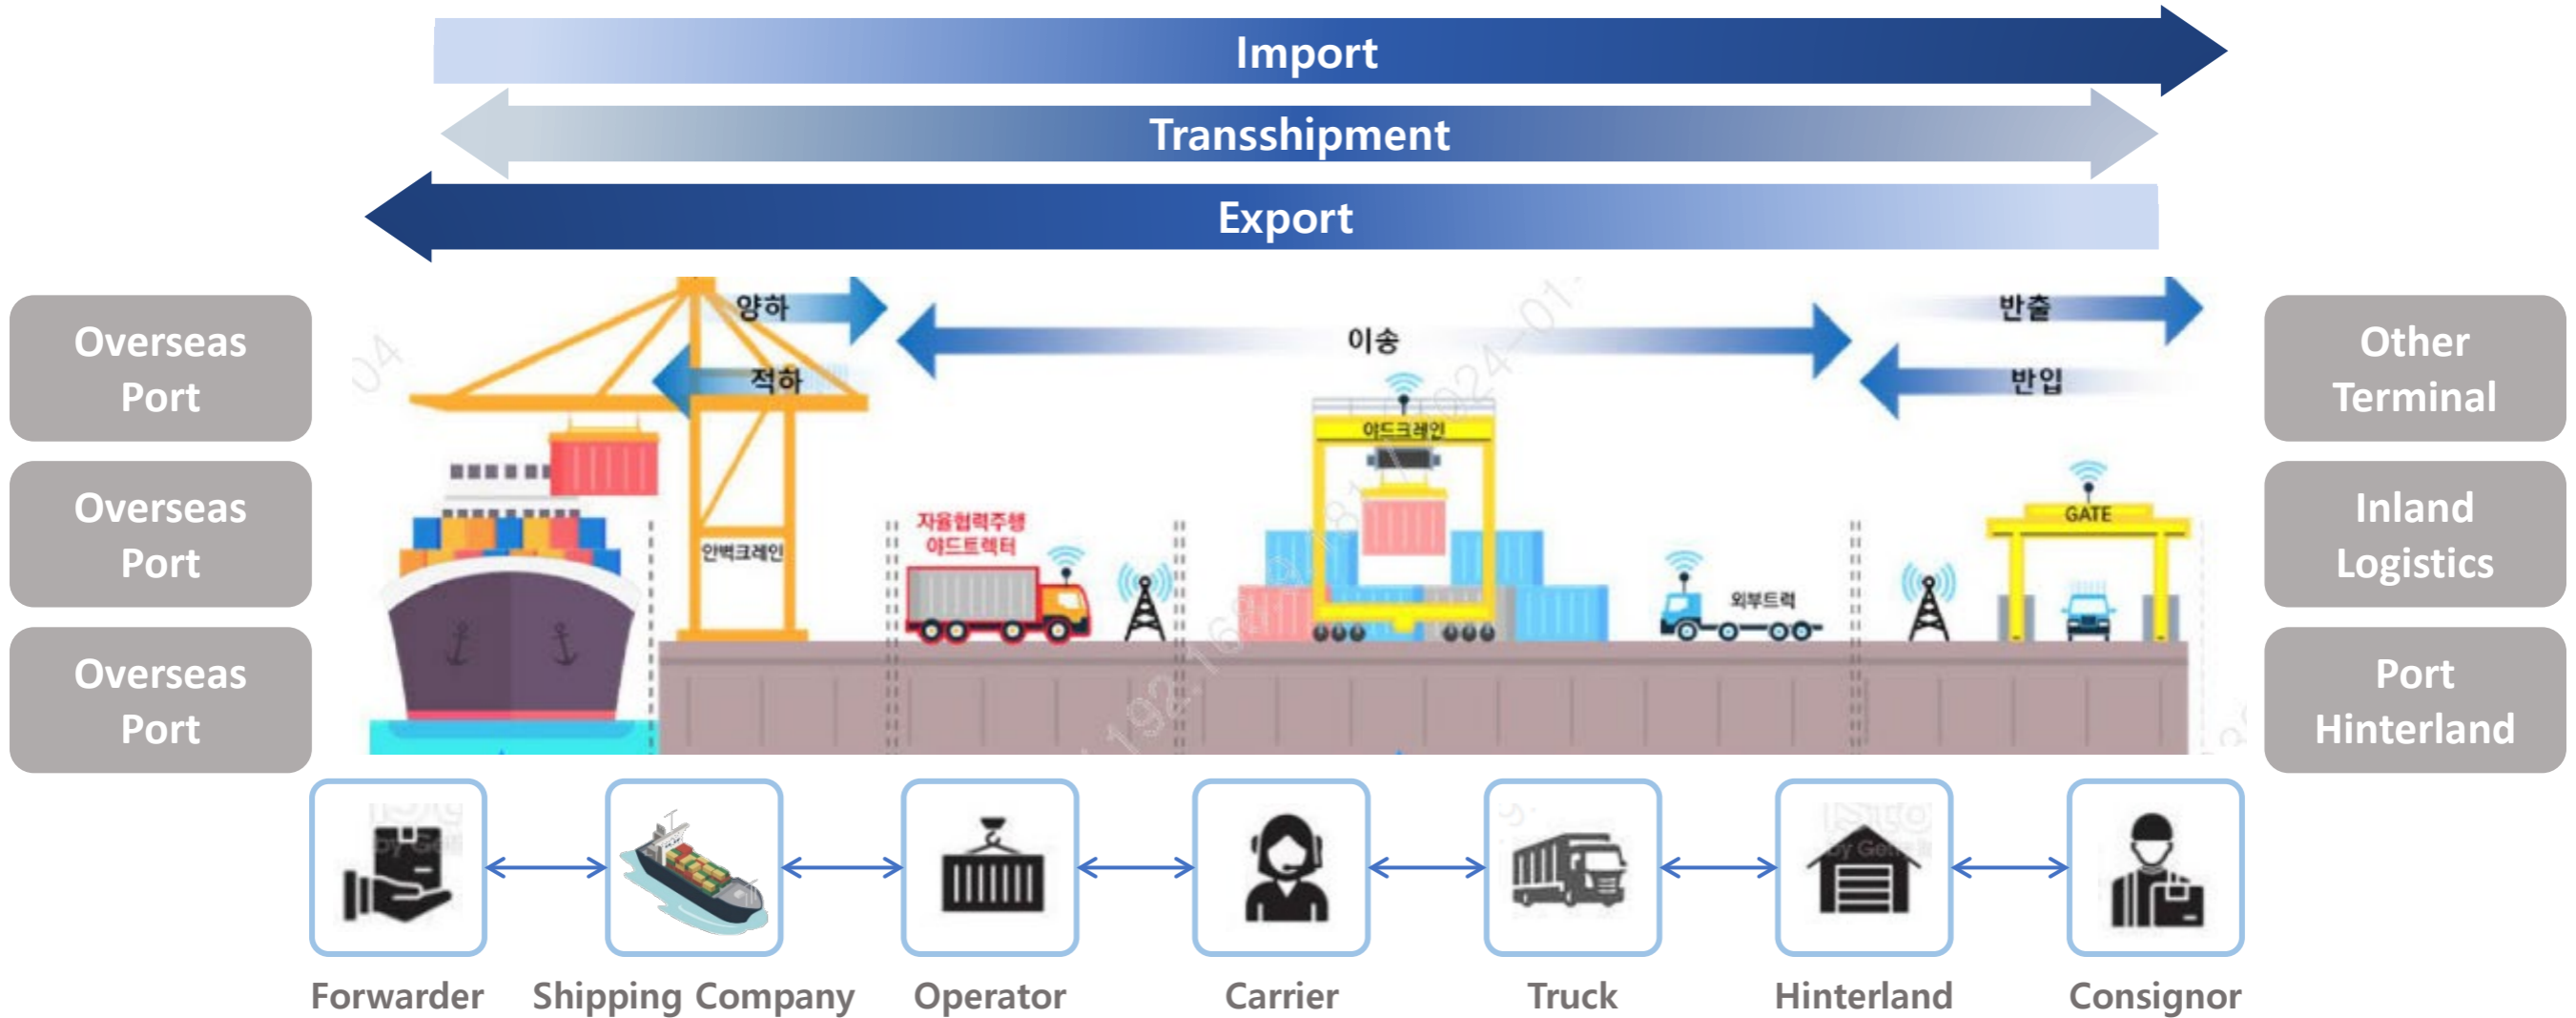 Import
Transshipment
Export
Overseas
Port
Overseas
Port
Overseas
Port
양하
적하
이송
반출
반입
안벽크레인
자율협력주행
야드트렉터
야드크레인
외부트럭
GATE
Other
Terminal
Inland
Logistics
Port
Hinterland
Forwarder
Shipping Company
Operator
Carrier
Truck
Hinterland
Consignor